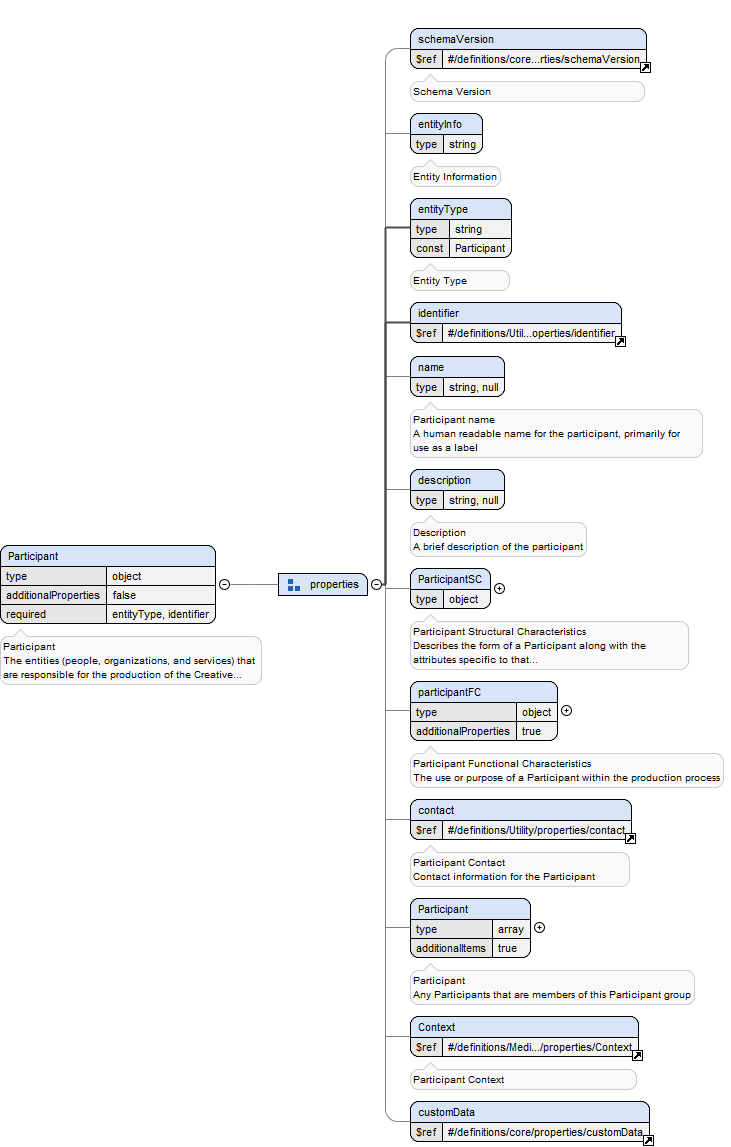 schemaVersion
$ref #/definitions/core...rties/schemaVersion
Schema Version
entityInfo
type string
Entity Information
entityType
type string
const Participant
Entity Type
identifier
$ref #/definitions/Util...operties/identifier
name
type string, null
Participant name
A human readable name for the participant, primarily for
use as a label
description
type string, null
Description
A brief description of the participant
Participant
type object
additionalProperties false
required entityType, identifier
Participant
The entities (people, organizations, and services) that
are responsible for the production of the Creative...
properties
ParticipantSC
type object
Participant Structural Characteristics
Describes the form of a Participant along with the
attributes specific to that...
participantFC
type object
additionalProperties true
Participant Functional Characteristics
The use or purpose of a Participant within the production process
contact
$ref #/definitions/Utility/properties/contact
Participant Contact
Contact information for the Participant
Participant
type array
additionalItems true
Participant
Any Participants that are members of this Participant group
Context
$ref #/definitions/Medi.../properties/Context
Participant Context
customData
$ref #/definitions/core/properties/customData